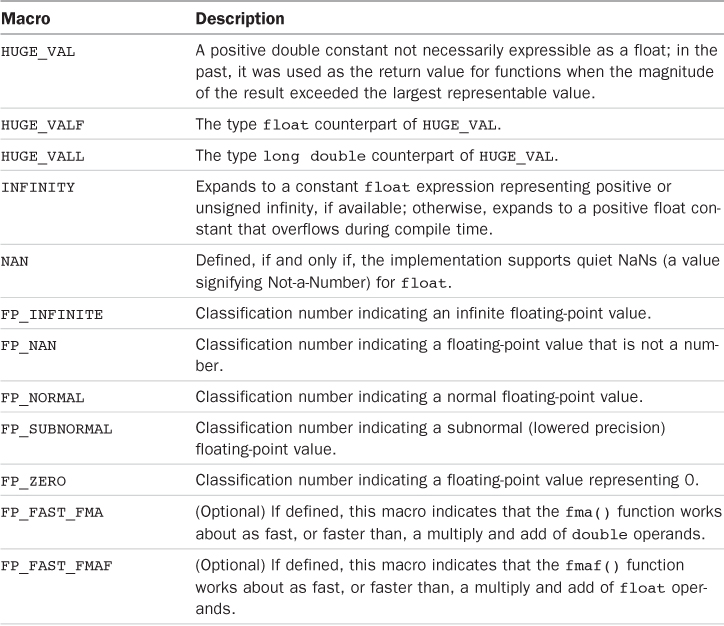 Macro Description
HUGE_VAL A positive double constant not necessarily expressible as a float; in the
past, it was used as the return value for functions when the magnitude
of the result exceeded the largest representable value.
HUGE_VALF The type float counterpart of HUGE_VAL.
HUGE_VALL The type long double counterpart of HUGE_VAL.
INFINITY Expands to a constant float expression representing positive or
unsigned infinity, if available; otherwise, expands to a positive float con-
stant that overflows during compile time.
NAN Defined, if and only if, the implementation supports quiet NaNs (a value
signifying Not-a-Number) for float.
FP_INFINITE Classification number indicating an infinite floating-point value.
FP_NAN Classification number indicating a floating-point value that is not a num-
ber.
FP_NORMAL Classification number indicating a normal floating-point value.
FP_SUBNORMAL Classification number indicating a subnormal (lowered precision)
floating-point value.
FP_ZERO Classification number indicating a floating-point value representing 0.
FP_FAST_FMA (Optional) If defined, this macro indicates that the fma() function works
about as fast, or faster than, a multiply and add of double operands.
FP_FAST_FMAF (Optional) If defined, this macro indicates that the fmaf() function
works about as fast, or faster than, a multiply and add of float oper-
ands.